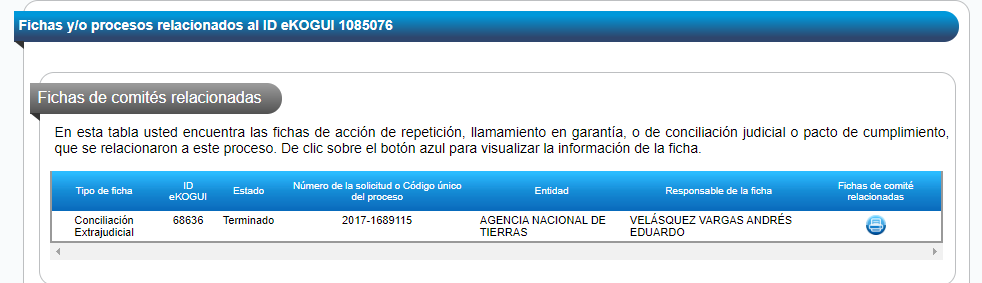 Fichas y/o procesos relacionados al ID eKOGUI 1085076
Fichas de comités relacionadas
En esta tabla usted encuentra las fichas de acción de repetición, llamamiento en garantía, o de conciliación judicial o pacto de cumplimiento,
que se relacionaron a este proceso. De clic sobre el botón azul para visualizar la información de la ficha.
Tipo de ficha ID eKOGUI Estado Número de la solicitud o Código único del proceso Entidad Responsable de la ficha Fichas de comité relacionadas
Conciliación Extrajudicial 68636 Terminado 2017-1689115 AGENCIA NACIONAL DE TIERRAS VELÁSQUEZ VARGAS ANDRÉS EDUARDO